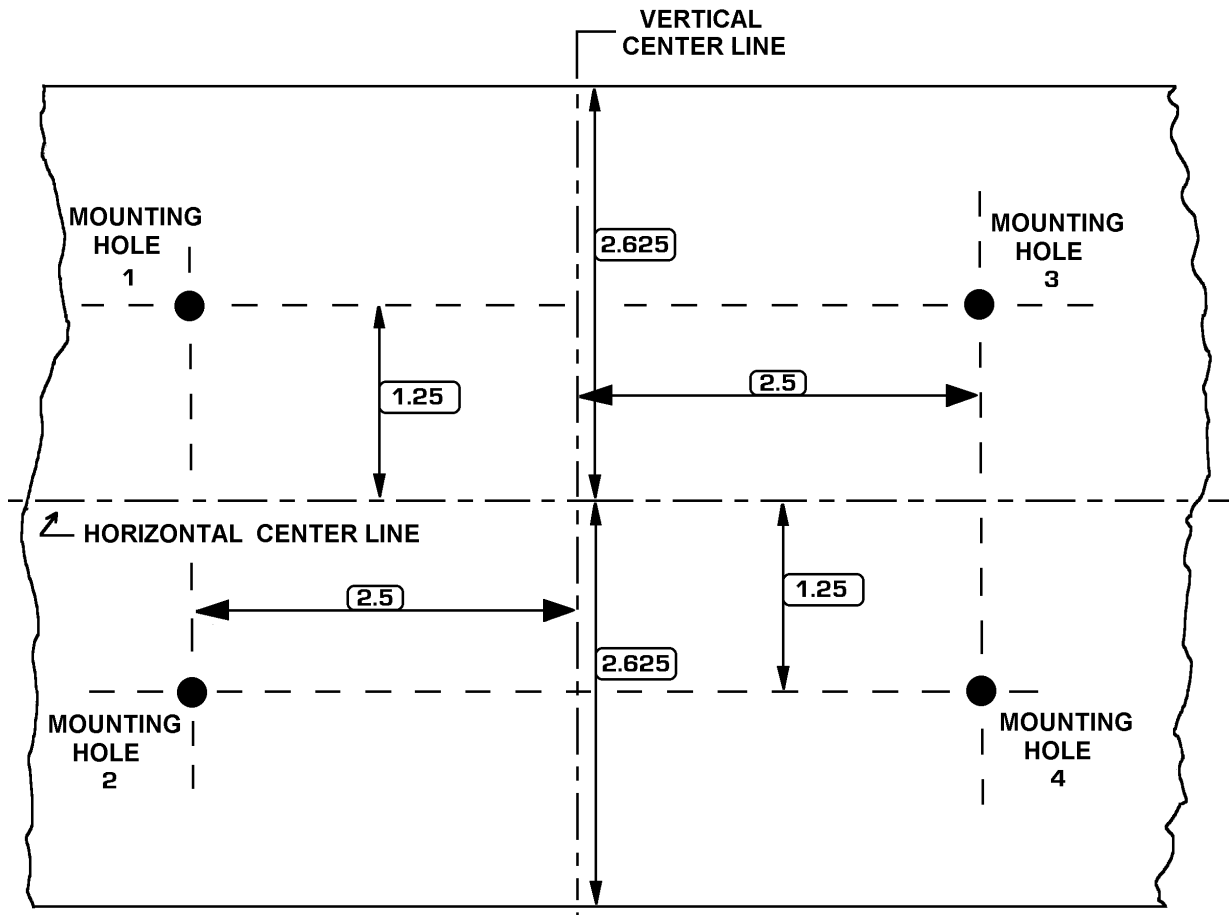 VERTICAL
CENTER LINE
MOUNTING
HOLE
1
2.625
MOUNTING
HOLE
3
1.25
2.5
HORIZONTAL CENTER LINE
2.5
1.25
2.625
MOUNTING
HOLE
2
MOUNTING
HOLE
4